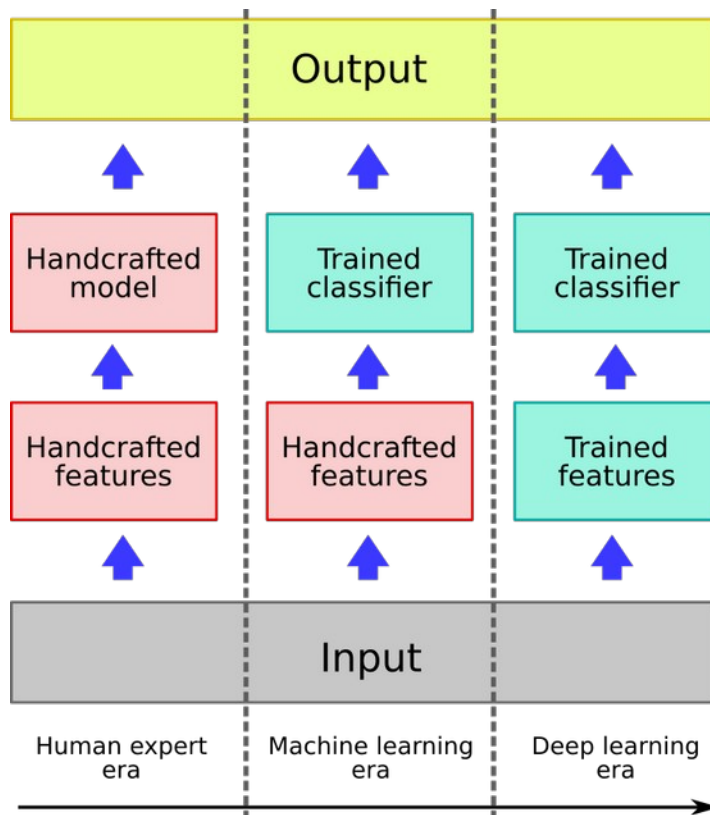 Output
Handcrafted
model
Trained
classifier
Trained
classifier
Handcrafted
features
Handcrafted
features
Trained
features
Input
Human expert
era
Machine learning
era
Deep learning
era